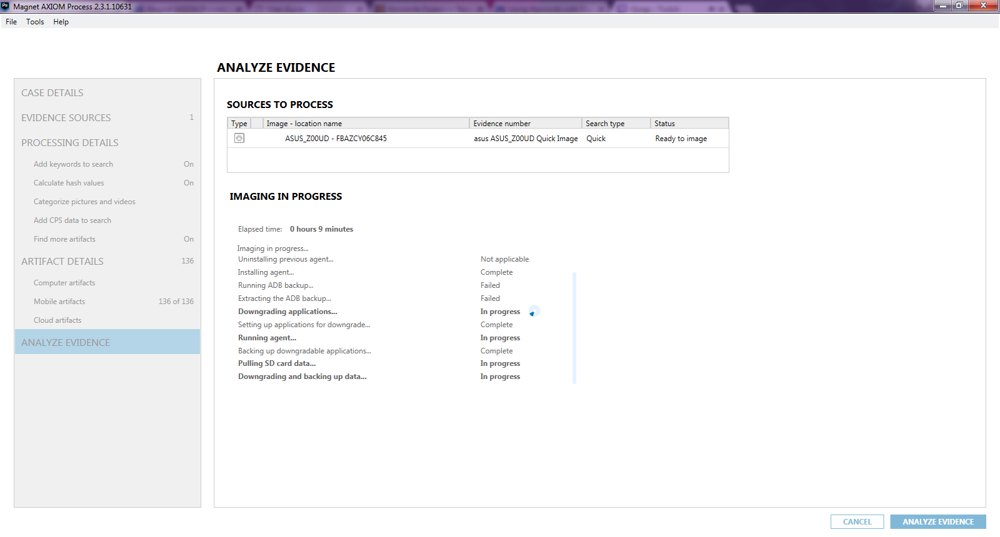 Magnet AXIOM Process 2.3.1.10631
File Tools Help
ANALYZE EVIDENCE
CASE DETAILS
EVIDENCE SOURCES 1
PROCESSING DETAILS
Add keywords to search On
Calculate hash values On
Categorize pictures and videos
Add CPS data to search
Find more artifacts On
ARTIFACT DETAILS 136
Computer artifacts
Mobile artifacts 136 of 136
Cloud artifacts
ANALYZE EVIDENCE
SOURCES TO PROCESS
Type Image - location name Evidence number Search type Status
ASUS_Z00UD - FBAZCY06C845 asus ASUS_Z00UD Quick Image Quick Ready to image
IMAGING IN PROGRESS
Elapsed time: 0 hours 9 minutes
Imaging in progress...
Uninstalling previous agent... Not applicable
Installing agent... Complete
Running ADB backup... Failed
Extracting the ADB backup... Failed
Downgrading applications... In progress
Setting up applications for downgrade... Complete
Running agent... In progress
Backing up downgradable applications... Complete
Pulling SD card data... In progress
Downgrading and backing up data... In progress
CANCEL ANALYZE EVIDENCE